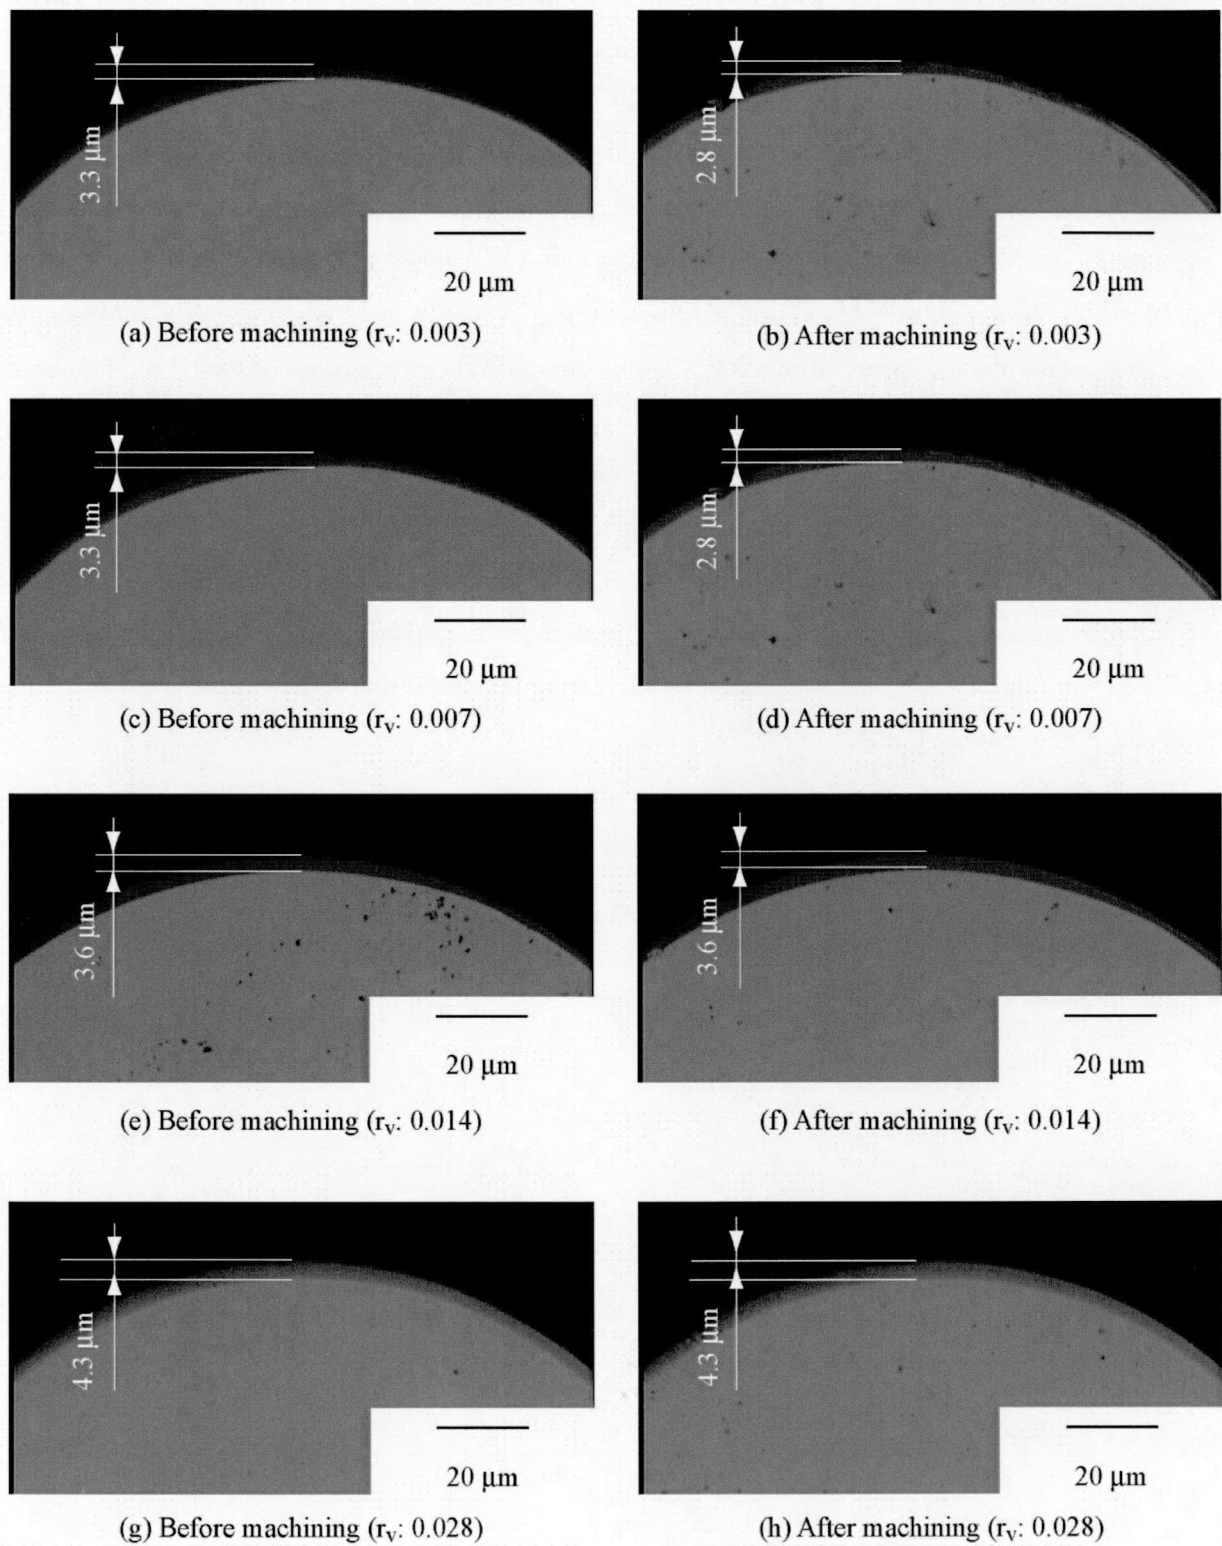 3.3 μm
20 μm
(a) Before machining (rᵥ: 0.003)
2.8 μm
20 μm
(b) After machining (rᵥ: 0.003)
3.3 μm
20 μm
(c) Before machining (rᵥ: 0.007)
2.8 μm
20 μm
(d) After machining (rᵥ: 0.007)
3.6 μm
20 μm
(e) Before machining (rᵥ: 0.014)
3.6 μm
20 μm
(f) After machining (rᵥ: 0.014)
4.3 μm
20 μm
(g) Before machining (rᵥ: 0.028)
4.3 μm
20 μm
(h) After machining (rᵥ: 0.028)